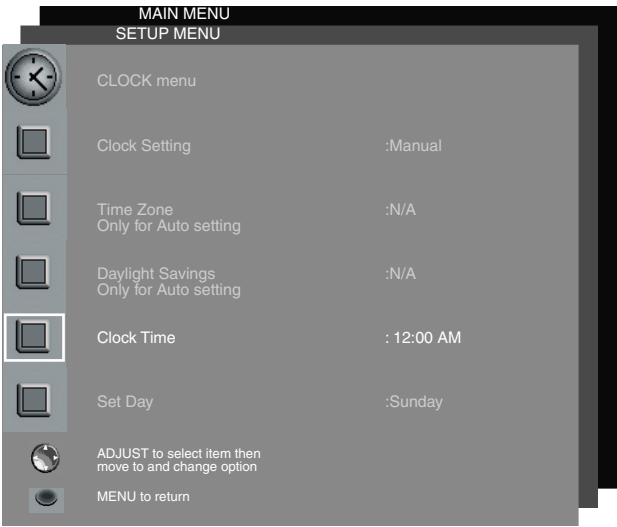 MAIN MENU
SETUP MENU
CLOCK menu
Clock Setting :Manual
Time Zone :N/A
Only for Auto setting
Daylight Savings :N/A
Only for Auto setting
Clock Time : 12:00 AM
Set Day :Sunday
ADJUST to select item then
move to and change option
MENU to return